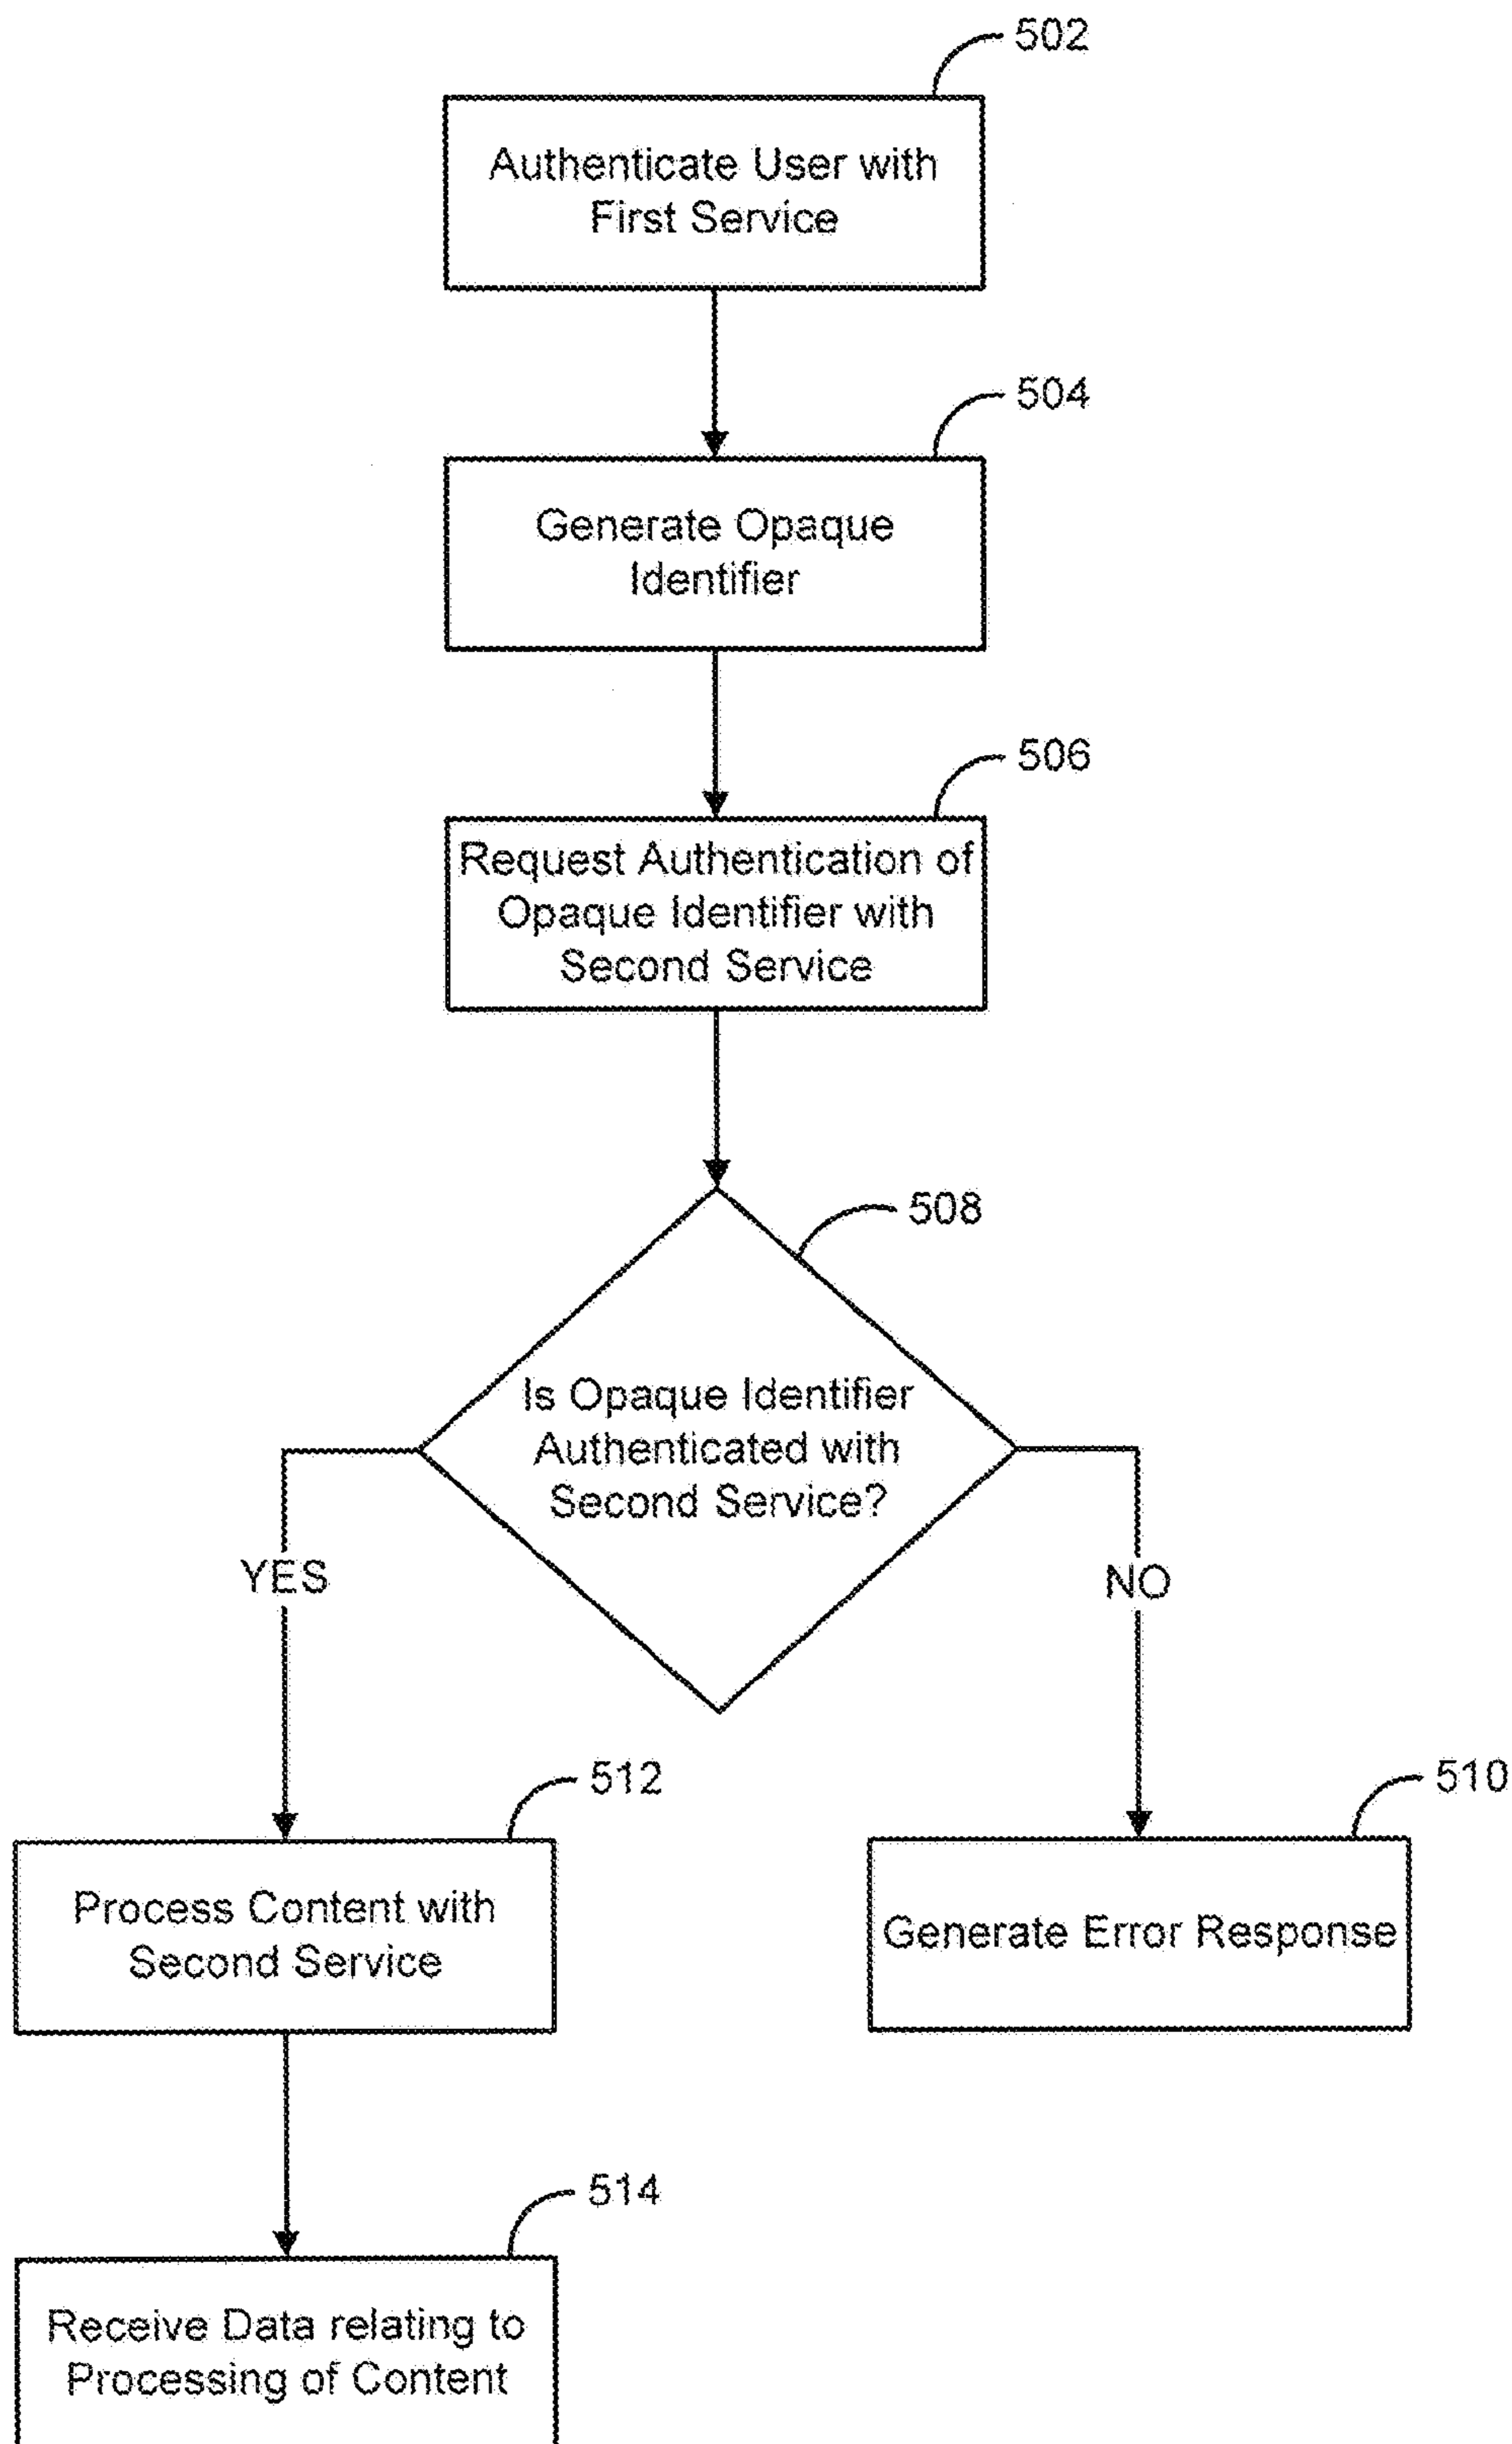 502
Authenticate User with
First Service
504
Generate Opaque
Identifier
506
Request Authentication of
Opaque Identifier with
Second Service
508
Is Opaque Identifier
Authenticated with
Second Service?
YES
NO
512
Process Content with
Second Service
510
Generate Error Response
514
Receive Data relating to
Processing of Content